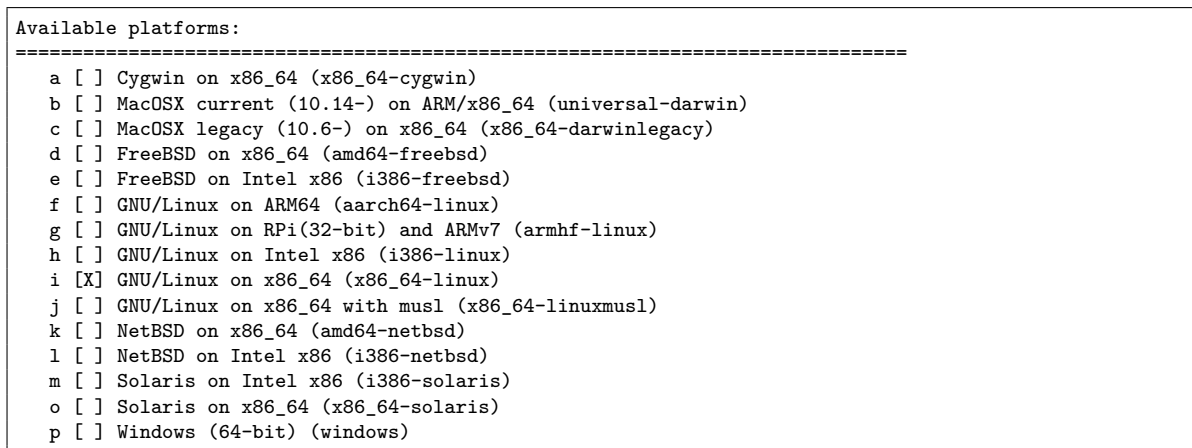 Available platforms:
===============================================================================
   a [ ] Cygwin on x86_64 (x86_64-cygwin)
   b [ ] MacOSX current (10.14-) on ARM/x86_64 (universal-darwin)
   c [ ] MacOSX legacy (10.6-) on x86_64 (x86_64-darwinlegacy)
   d [ ] FreeBSD on x86_64 (amd64-freebsd)
   e [ ] FreeBSD on Intel x86 (i386-freebsd)
   f [ ] GNU/Linux on ARM64 (aarch64-linux)
   g [ ] GNU/Linux on RPi(32-bit) and ARMv7 (armhf-linux)
   h [ ] GNU/Linux on Intel x86 (i386-linux)
   i [X] GNU/Linux on x86_64 (x86_64-linux)
   j [ ] GNU/Linux on x86_64 with musl (x86_64-linuxmusl)
   k [ ] NetBSD on x86_64 (amd64-netbsd)
   l [ ] NetBSD on Intel x86 (i386-netbsd)
   m [ ] Solaris on Intel x86 (i386-solaris)
   o [ ] Solaris on x86_64 (x86_64-solaris)
   p [ ] Windows (64-bit) (windows)